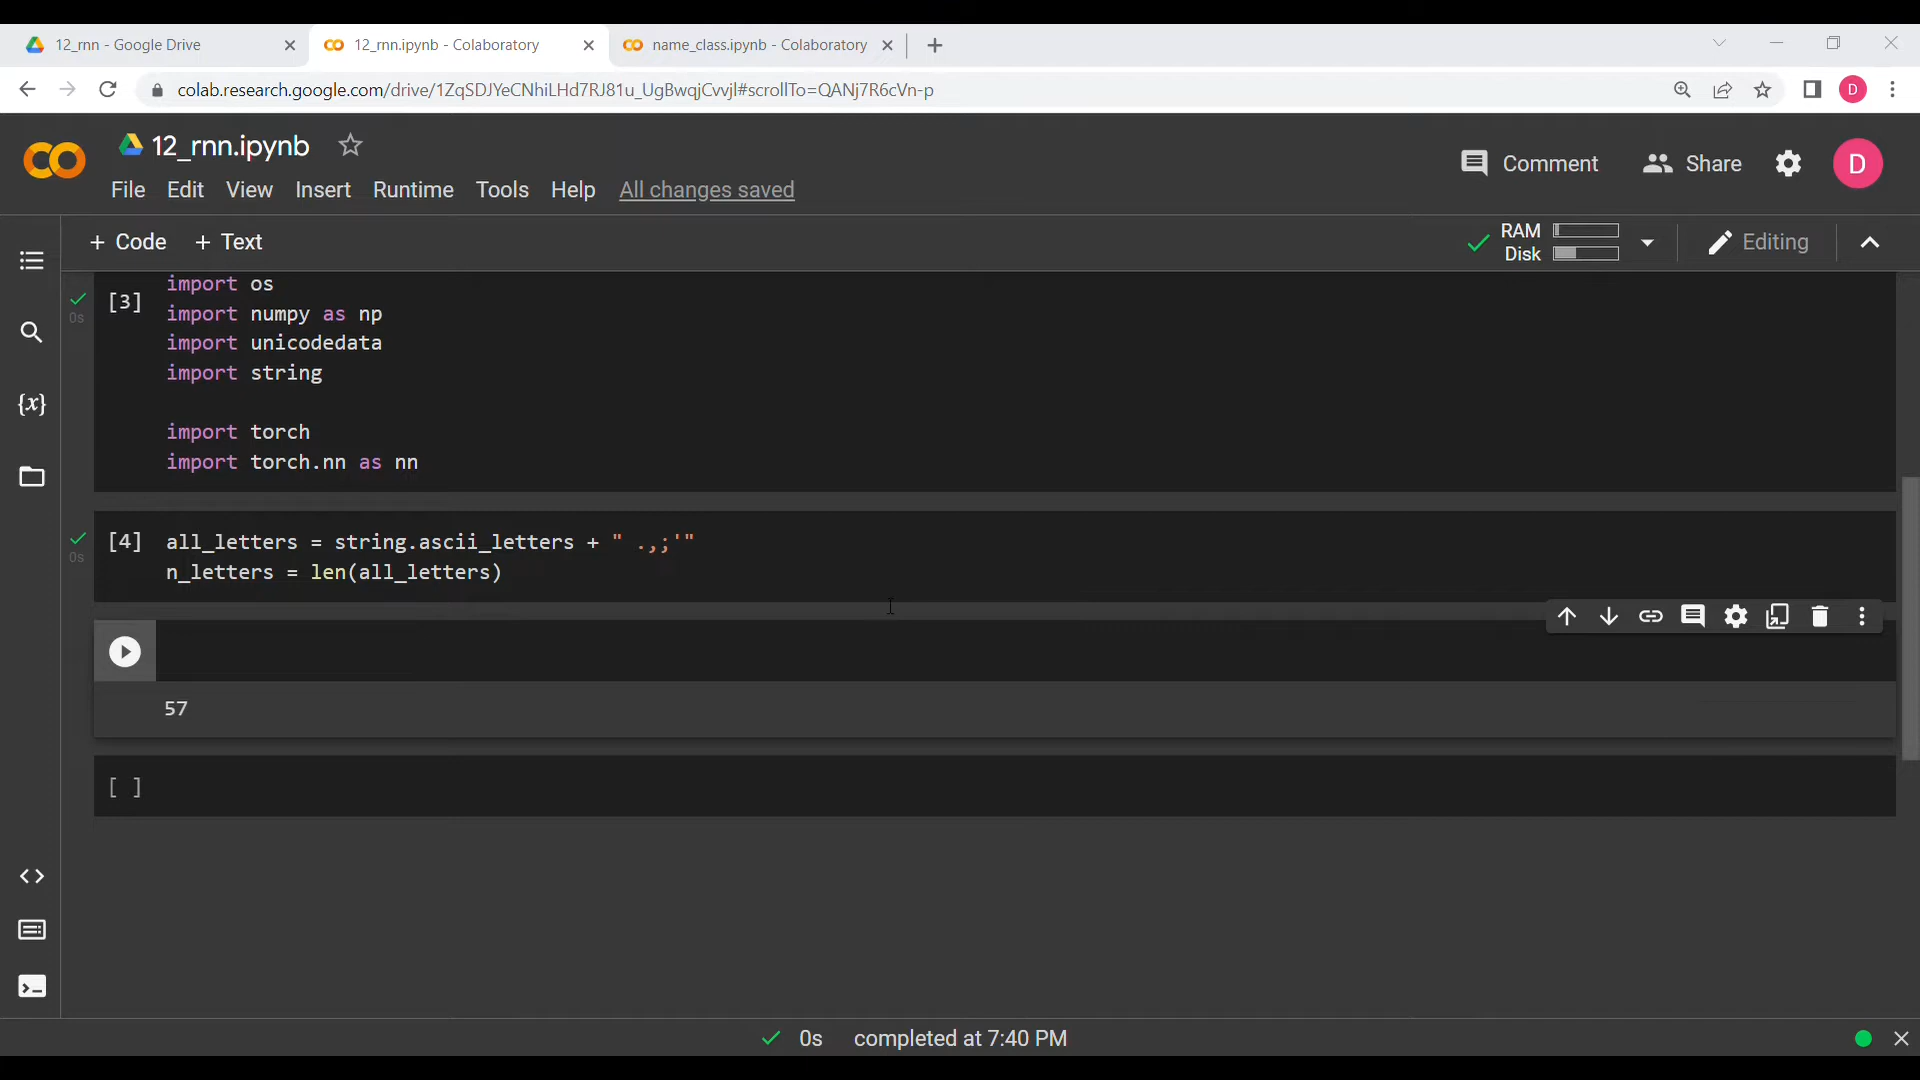 12_rnn - Google Drive
12_rnn.ipynb - Colaboratory
name_class.ipynb - Colaboratory
colab.research.google.com/drive/1ZqSDJYeCNhiLHd7RJ81u_UgBwqjCvvjl#scrollTo=QANj7R6cVn-p
D
12_rnn.ipynb
Comment
Share
D
File Edit View Insert Runtime Tools Help All changes saved
+ Code + Text
RAM
Disk
Editing
0s
[3]
import os
import numpy as np
import unicodedata
import string
import torch
import torch.nn as nn
0s
[4]
all_letters = string.ascii_letters + " .,;'"
n_letters = len(all_letters)
57
[ ]
0s completed at 7:40 PM